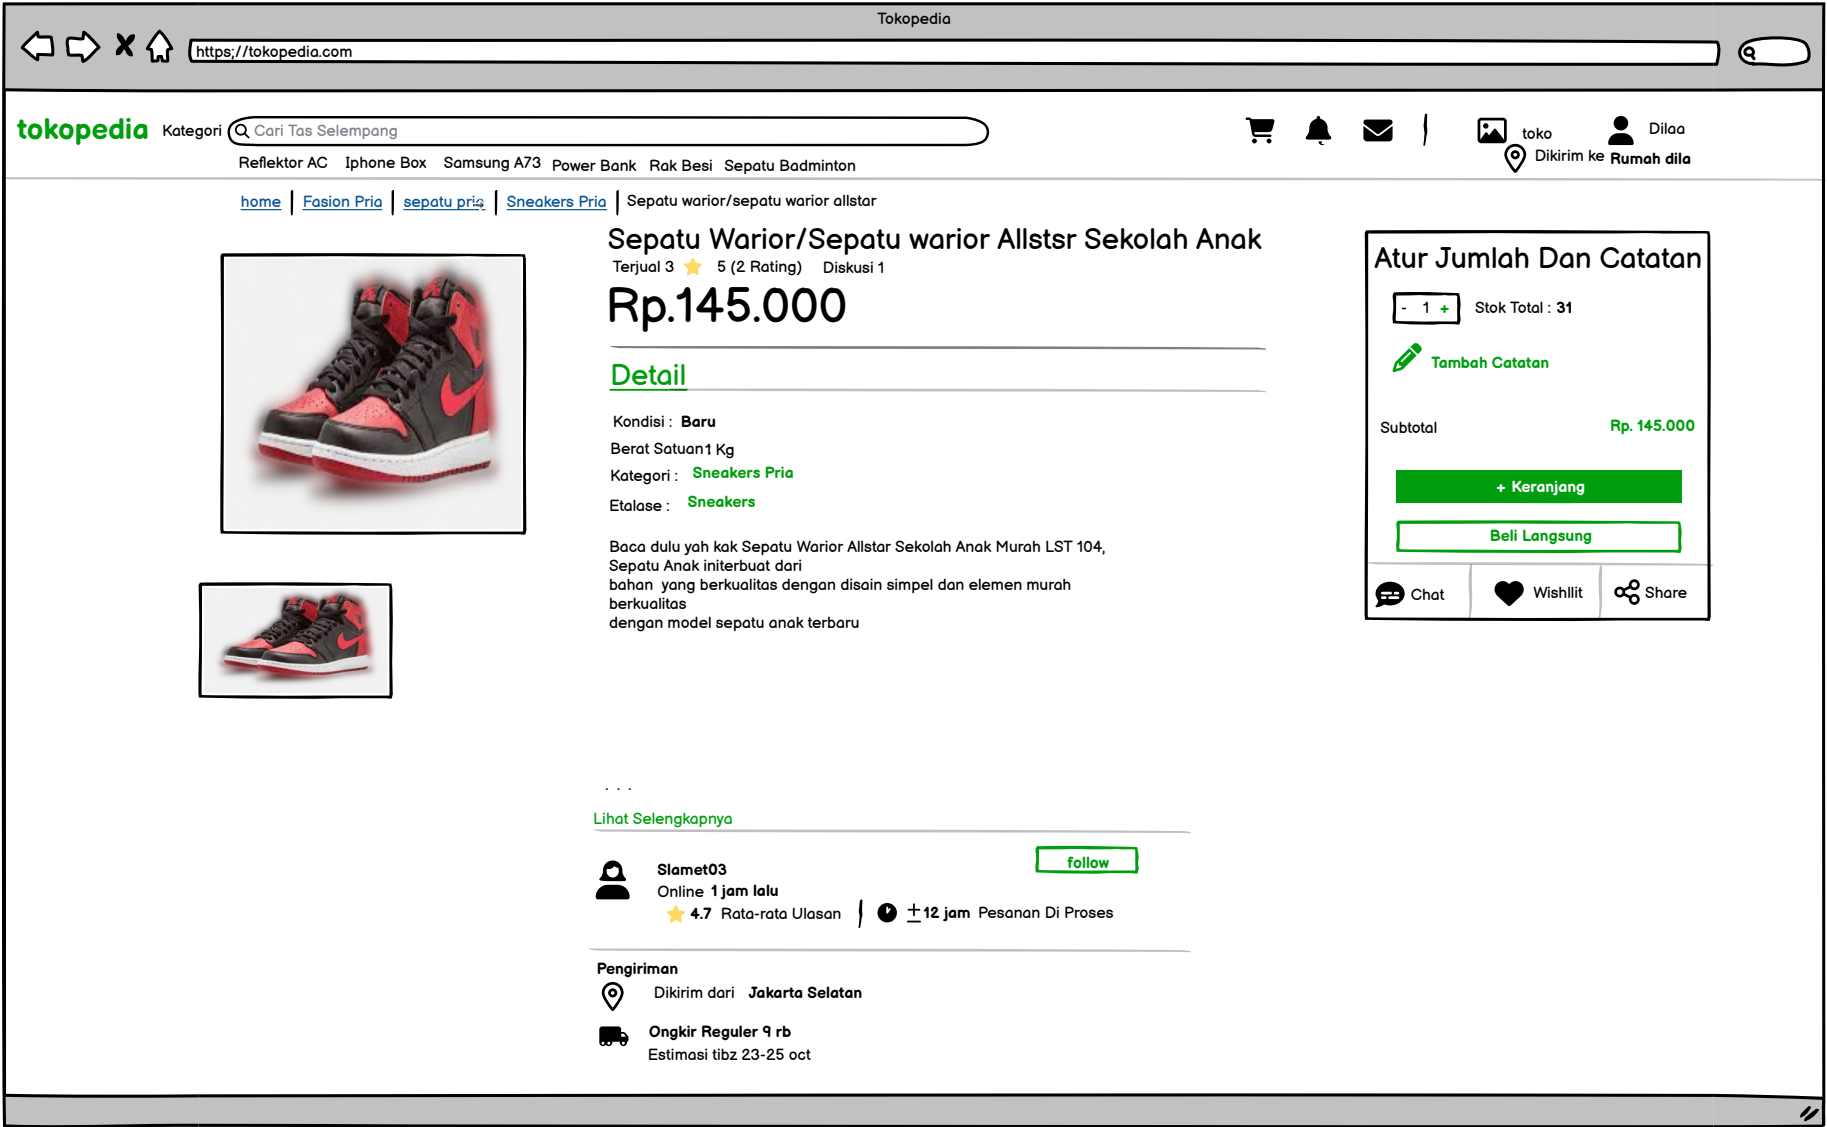 Tokopedia
https;//tokopedia.com
tokopedia Kategori Cari Tas Selempang toko Dilaa
Dikirim ke Rumah dila
Reflektor AC Iphone Box Samsung A73 Power Bank Rak Besi Sepatu Badminton
home Fasion Pria sepatu pria Sneakers Pria Sepatu warior/sepatu warior allstar
Sepatu Warior/Sepatu warior Allstsr Sekolah Anak
Terjual 3 5 (2 Rating) Diskusi 1
Rp.145.000
Detail
Kondisi : Baru
Berat Satuan 1 Kg
Kategori : Sneakers Pria
Etalase : Sneakers
Baca dulu yah kak Sepatu Warior Allstar Sekolah Anak Murah LST 104,
Sepatu Anak initerbuat dari
bahan yang berkualitas dengan disain simpel dan elemen murah
berkualitas
dengan model sepatu anak terbaru
. . .
Lihat Selengkapnya
Atur Jumlah Dan Catatan
- 1 + Stok Total : 31
Tambah Catatan
Subtotal Rp. 145.000
+ Keranjang
Beli Langsung
Chat Wishllit Share
Slamet03 follow
Online 1 jam lalu
4.7 Rata-rata Ulasan ±12 jam Pesanan Di Proses
Pengiriman
Dikirim dari Jakarta Selatan
Ongkir Reguler 9 rb
Estimasi tibz 23-25 oct